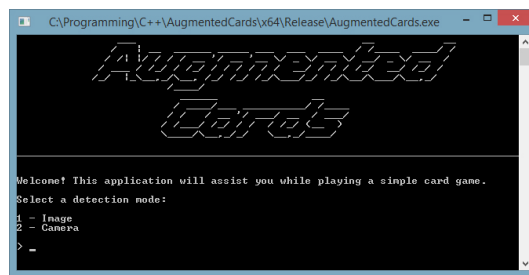 C:\Programming\C++\AugmentedCards\x64\Release\AugmentedCards.exe
Augmented
Cards
Welcome! This application will assist you while playing a simple card game.
Select a detection mode:
1 - Image
2 - Camera
> _